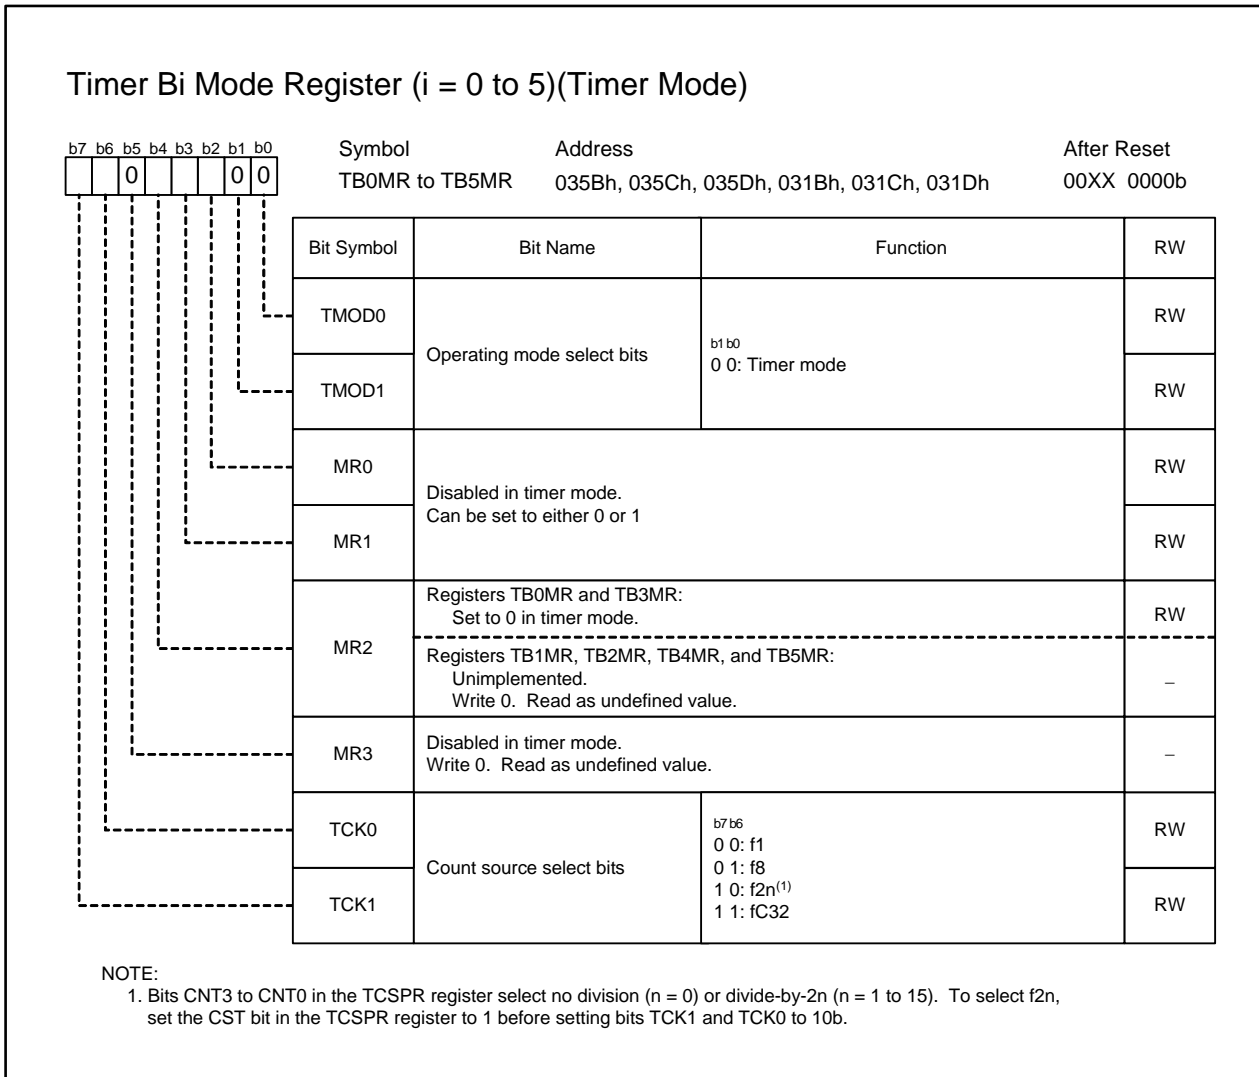 Timer Bi Mode Register (i = 0 to 5)(Timer Mode)
b7 b6 b5 b4 b3 b2 b1 b0
0 0 0
Symbol Address After Reset
TB0MR to TB5MR 035Bh, 035Ch, 035Dh, 031Bh, 031Ch, 031Dh 00XX 0000b
Bit Symbol Bit Name Function RW
TMOD0 RW
Operating mode select bits
b1 b0
0 0: Timer mode
TMOD1 RW
MR0 RW
Disabled in timer mode.
Can be set to either 0 or 1
MR1 RW
MR2
Registers TB0MR and TB3MR:
Set to 0 in timer mode. RW
Registers TB1MR, TB2MR, TB4MR, and TB5MR:
Unimplemented.
Write 0. Read as undefined value. –
MR3
Disabled in timer mode.
Write 0. Read as undefined value. –
TCK0 RW
Count source select bits
b7 b6
0 0: f1
0 1: f8
1 0: f2n(1)
1 1: fC32
TCK1 RW
NOTE:
1. Bits CNT3 to CNT0 in the TCSPR register select no division (n = 0) or divide-by-2n (n = 1 to 15). To select f2n,
set the CST bit in the TCSPR register to 1 before setting bits TCK1 and TCK0 to 10b.